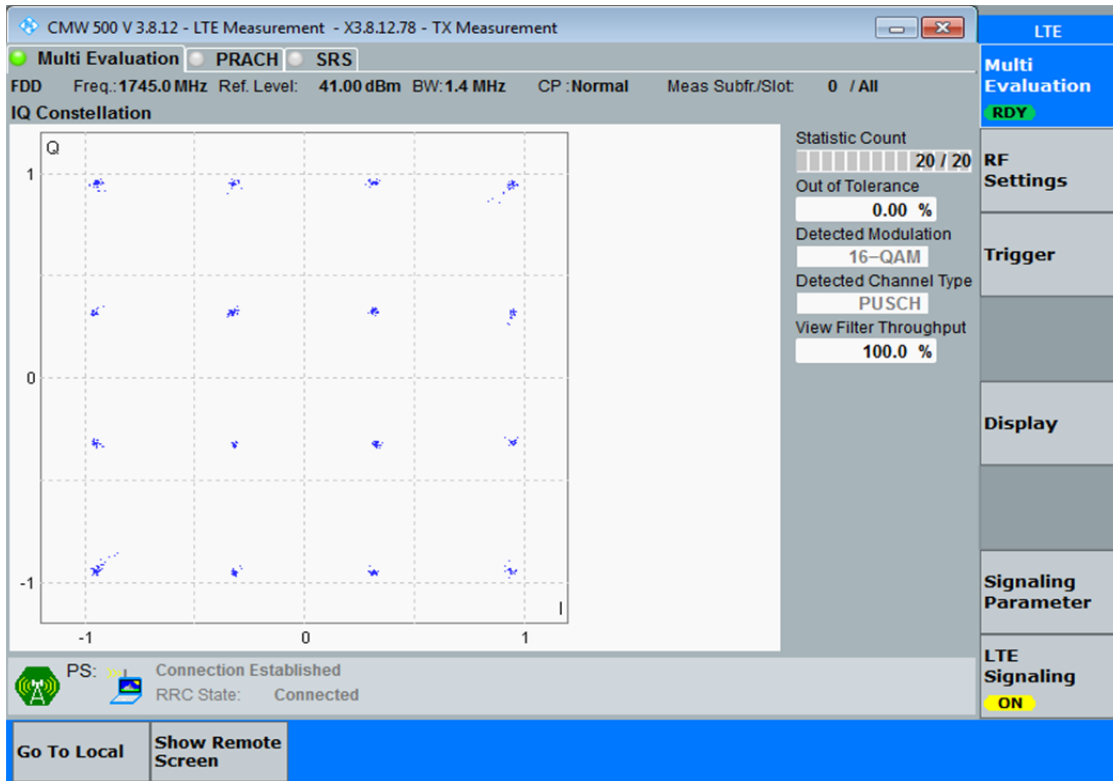 CMW 500 V 3.8.12 - LTE Measurement - X3.8.12.78 - TX Measurement
LTE
Multi Evaluation PRACH SRS
FDD Freq.: 1745.0 MHz Ref. Level: 41.00 dBm BW: 1.4 MHz CP : Normal Meas Subfr./Slot: 0 / All
IQ Constellation
Q
1
0
-1
I
-1 0 1
Statistic Count
20 / 20
Out of Tolerance
0.00 %
Detected Modulation
16-QAM
Detected Channel Type
PUSCH
View Filter Throughput
100.0 %
Multi
Evaluation
RDY
RF
Settings
Trigger
Display
Signaling
Parameter
LTE
Signaling
ON
PS: Connection Established
RRC State: Connected
Go To Local
Show Remote
Screen